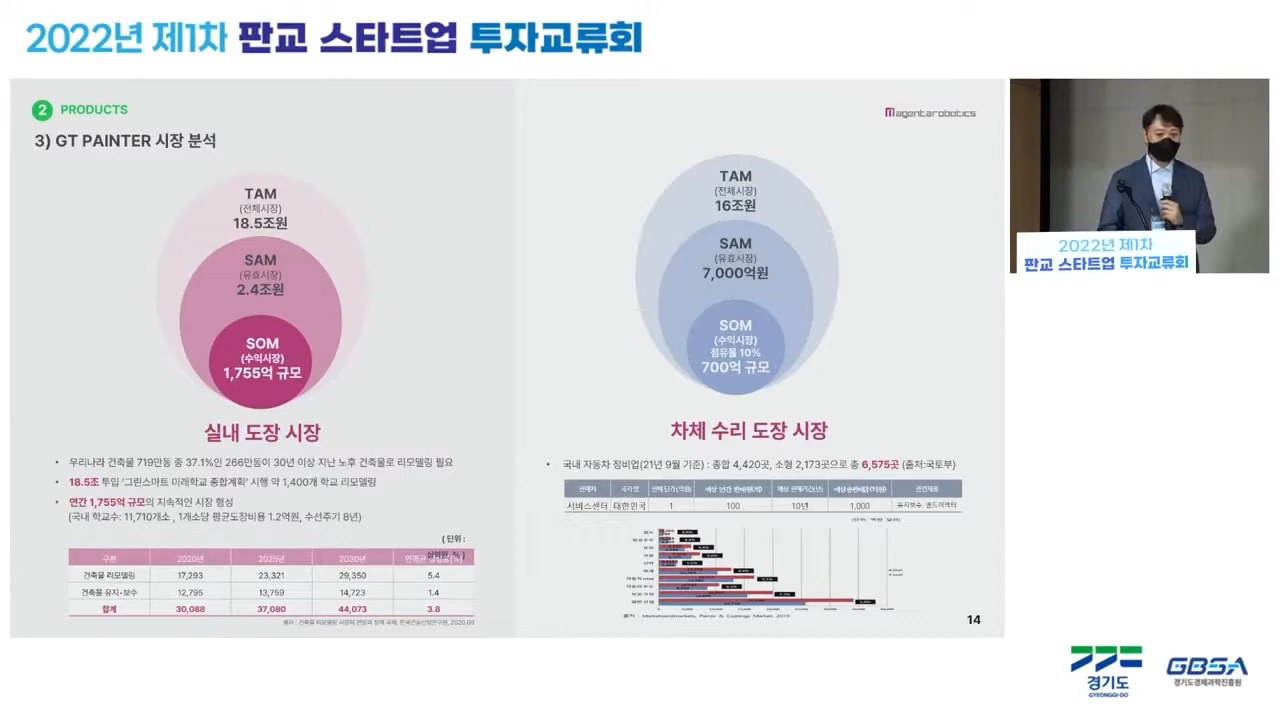 2022년 제1차 판교 스타트업 투자교류회
2 PRODUCTS
magentarobotics
3) GT PAINTER 시장 분석
TAM
(전체시장)
18.5조원
SAM
(유효시장)
2.4조원
SOM
(수익시장)
1,755억 규모
실내 도장 시장
• 우리나라 건축물 719만동 중 37.1%인 266만동이 30년 이상 지난 노후 건축물로 리모델링 필요
• 18.5조 투입 '그린스마트 미래학교 종합계획' 시행 약 1,400개 학교 리모델링
• 연간 1,755억 규모의 지속적인 시장 형성
(국내 학교수: 11,710개소 , 1개소당 평균도장비용 1.2억원, 수선주기 8년)
( 단위 :
십억원, % )
구분 2020년 2025년 2030년
건축물 리모델링 17,293 23,321 29,350 5.4
건축물 유지·보수 12,795 13,759 14,723 1.4
합계 30,088 37,080 44,073 3.8
TAM
(전체시장)
16조원
SAM
(유효시장)
7,000억원
SOM
(수익시장)
점유율 10%
700억 규모
차체 수리 도장 시장
• 국내 자동차 정비업(21년 9월 기준) : 종합 4,420곳, 소형 2,173곳으로 총 6,575곳 (출처:국토부)
판매처 국가명
서비스센터 대한민국 1 100 10년 1,000 유지보수, 엔드이펙터
14
2022년 제1차
판교 스타트업 투자교류회
경기도
GYEONGGI-DO
GBSA
경기도경제과학진흥원